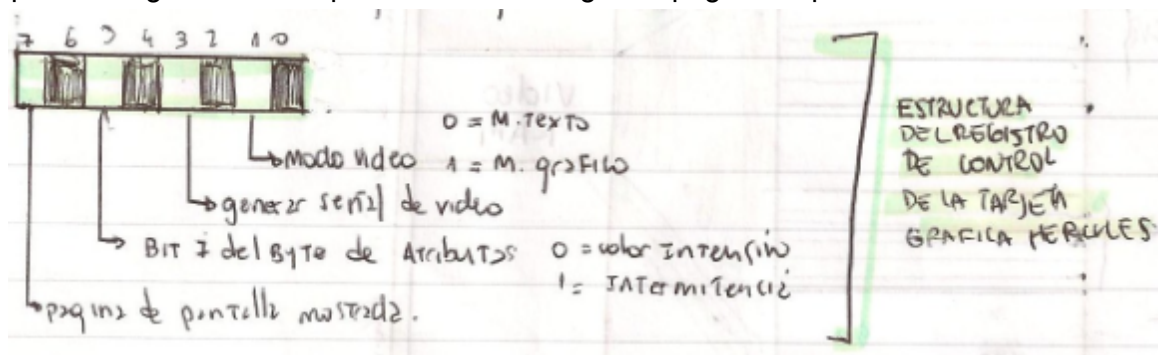 7 6 5 4 3 2 1 0
0 = M. Texto
modo video 1 = M. grafico
generar señal de video
BIT 7 del Byte de Atributos 0 = color Intensivo
1 = Intermitencia
pagina de pantalla mostrada.
ESTRUCTURA
DEL REGISTRO
DE CONTROL
DE LA TARJETA
GRAFICA HERCULES